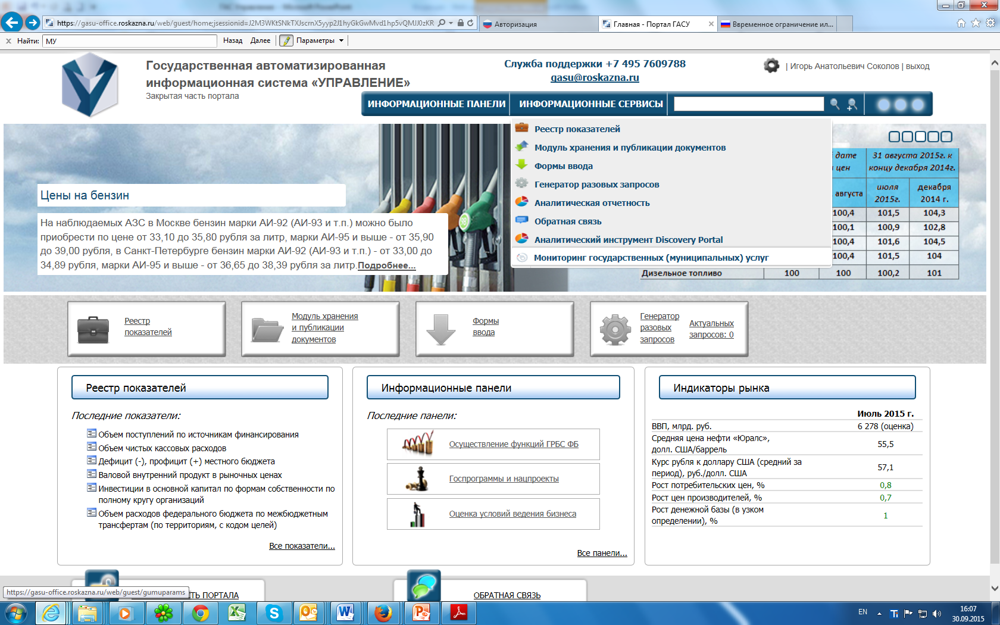 https://gasu-office.roskazna.ru/web/guest/home;jsessionid=J2M3WKtSNkTXJscrnX5yyp2J1hyGkGwMvd1hp5vQMJJ0zKR
Авторизация
Главная - Портал ГАСУ
Ввременное ограничение ил...
Найти: МУ Назад Далее Параметры
Государственная автоматизированная
информационная система «УПРАВЛЕНИЕ»
Закрытая часть портала
Служба поддержки +7 495 7609788
gasu@roskazna.ru
| Игорь Анатольевич Соколов | выход
ИНФОРМАЦИОННЫЕ ПАНЕЛИ
ИНФОРМАЦИОННЫЕ СЕРВИСЫ
Реестр показателей
Модуль хранения и публикации документов
Формы ввода
Генератор разовых запросов
Аналитическая отчетность
Обратная связь
Аналитический инструмент Discovery Portal
Мониторинг государственных (муниципальных) услуг
Цены на бензин
На наблюдаемых АЗС в Москве бензин марки АИ-92 (АИ-93 и т.п.) можно было
приобрести по цене от 33,10 до 35,80 рубля за литр, марки АИ-95 и выше - от 35,90
до 39,00 рубля, в Санкт-Петербурге бензин марки АИ-92 (АИ-93 и т.п.) - от 33,00 до
34,89 рубля, марки АИ-95 и выше - от 36,65 до 38,39 рубля за литр.Подробнее...
дате 31 августа 2015г. к
цен концу декабря 2014г.
августа июля декабря
2015г. 2014 г.
100,4 101,5 104,3
100,1 100,9 102,8
100,4 101,6 104,5
100,4 101,5 104
Дизельное топливо 100 100 100,2 101
Реестр
показателей
Модуль хранения
и публикации
документов
Формы
ввода
Генератор
разовых
запросов
Актуальных
запросов: 0
Реестр показателей
Последние показатели:
Объем поступлений по источникам финансирования
Объем чистых кассовых расходов
Дефицит (-), профицит (+) местного бюджета
Валовой внутренний продукт в рыночных ценах
Инвестиции в основной капитал по формам собственности по
полному кругу организаций
Объем расходов федерального бюджета по межбюджетным
трансфертам (по территориям, с кодом целей)
Все показатели...
Информационные панели
Последние панели:
Осуществление функций ГРБС ФБ
Госпрограммы и нацпроекты
Оценка условий ведения бизнеса
Все панели...
Индикаторы рынка
Июль 2015 г.
ВВП, млрд. руб. 6 278 (оценка)
Средняя цена нефти «Юралс»,
долл. США/баррель 55,5
Курс рубля к доллару США (средний за
период), руб./долл. США 57,1
Рост потребительских цен, % 0,8
Рост цен производителей, % 0,7
Рост денежной базы (в узком
определении), % 1
https://gasu-office.roskazna.ru/web/guest/gumuparams
ПОРТАЛА
ОБРАТНАЯ СВЯЗЬ
EN
16:07
30.09.2015